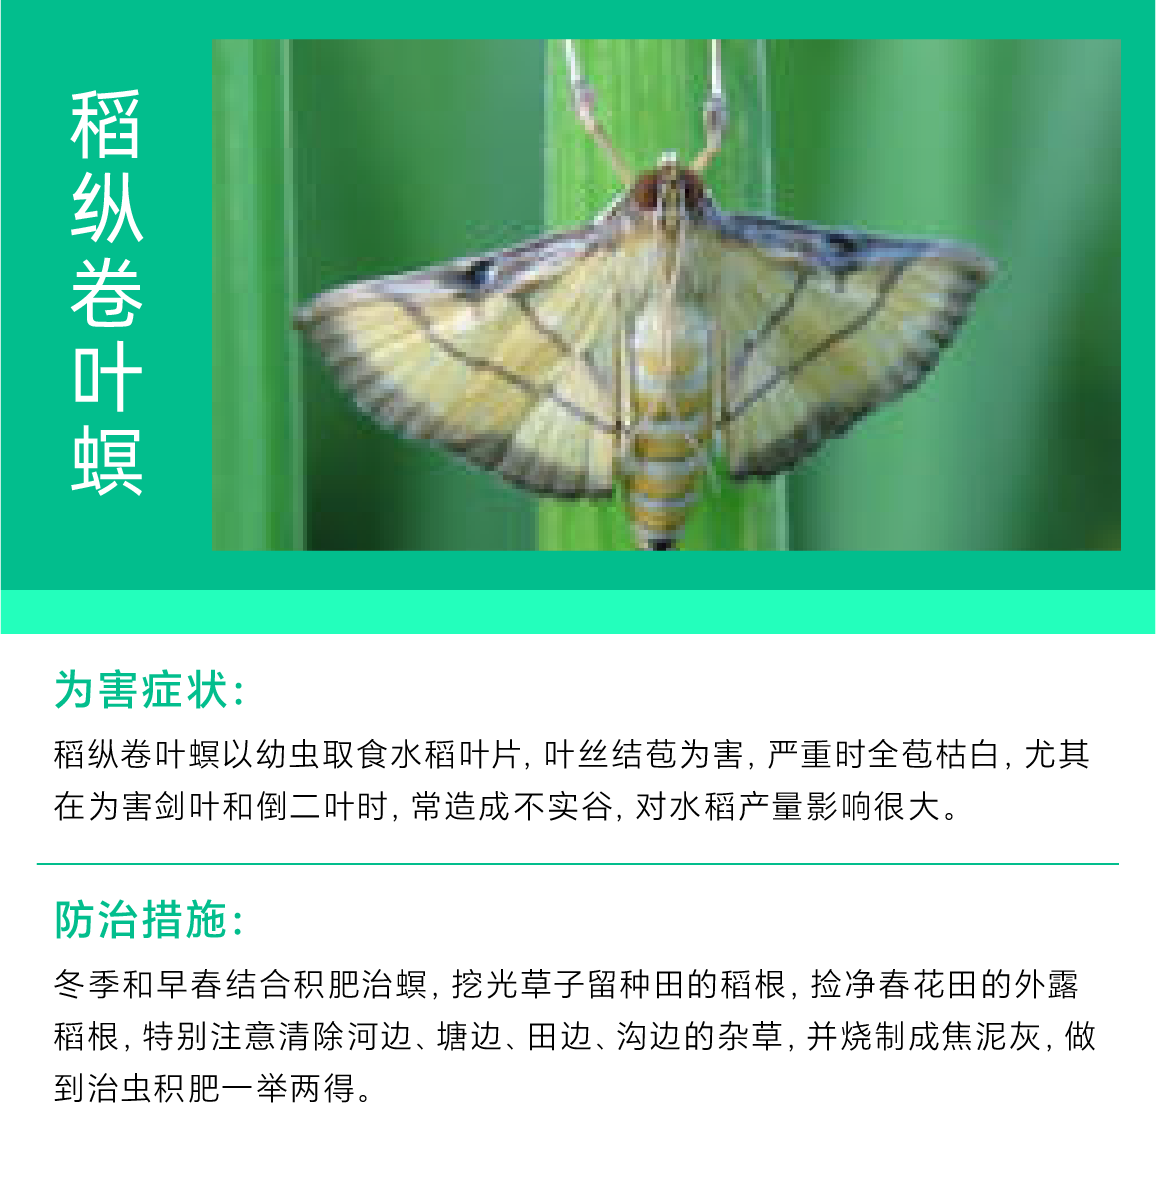 稻纵卷叶螟
为害症状：
稻纵卷叶螟以幼虫取食水稻叶片，叶丝结苞为害，严重时全苞枯白，尤其
在为害剑叶和倒二叶时，常造成不实谷，对水稻产量影响很大。
防治措施：
冬季和早春结合积肥治螟，挖光草子留种田的稻根，捡净春花田的外露
稻根，特别注意清除河边、塘边、田边、沟边的杂草，并烧制成焦泥灰，做
到治虫积肥一举两得。